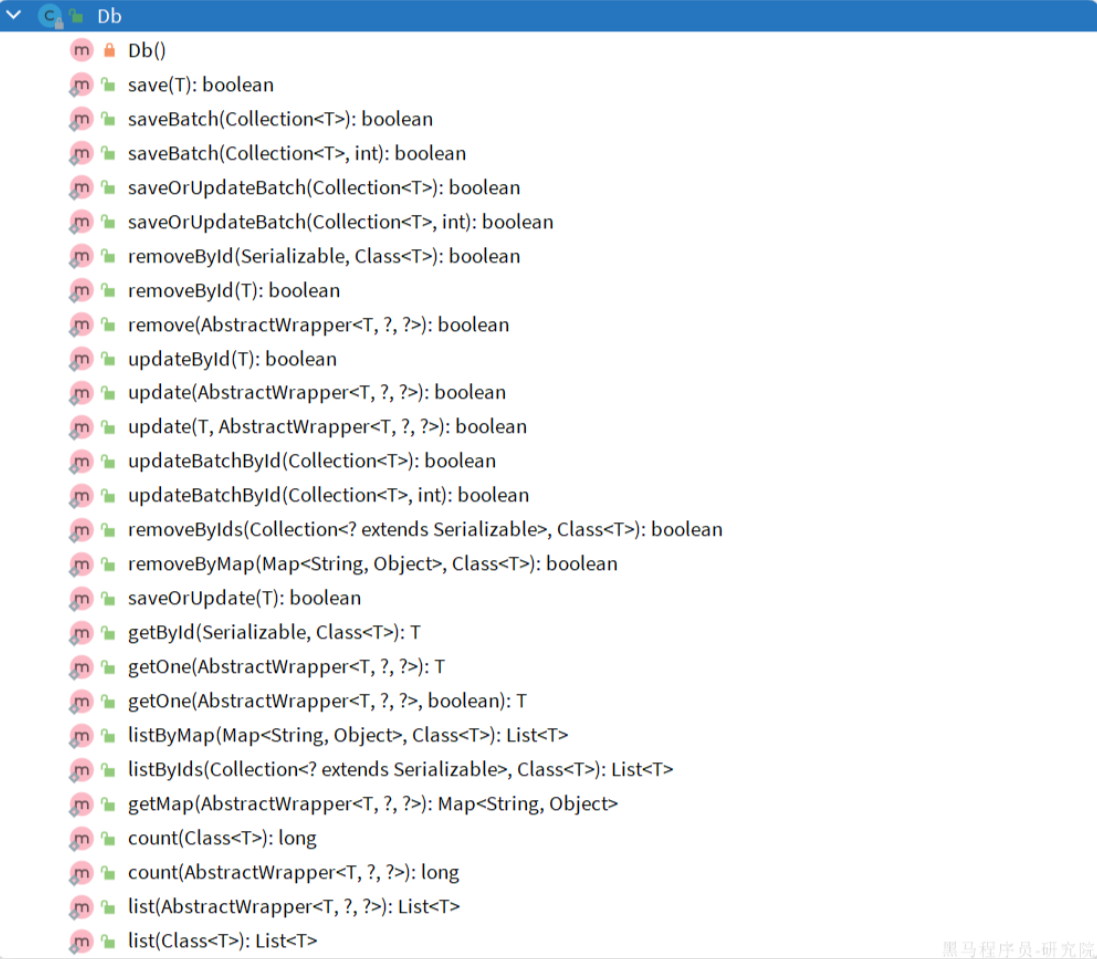 Db
Db()
save(T): boolean
saveBatch(Collection<T>): boolean
saveBatch(Collection<T>, int): boolean
saveOrUpdateBatch(Collection<T>): boolean
saveOrUpdateBatch(Collection<T>, int): boolean
removeById(Serializable, Class<T>): boolean
removeById(T): boolean
remove(AbstractWrapper<T, ?, ?>): boolean
updateById(T): boolean
update(AbstractWrapper<T, ?, ?>): boolean
update(T, AbstractWrapper<T, ?, ?>): boolean
updateBatchById(Collection<T>): boolean
updateBatchById(Collection<T>, int): boolean
removeByIds(Collection<? extends Serializable>, Class<T>): boolean
removeByMap(Map<String, Object>, Class<T>): boolean
saveOrUpdate(T): boolean
getById(Serializable, Class<T>): T
getOne(AbstractWrapper<T, ?, ?>): T
getOne(AbstractWrapper<T, ?, ?>, boolean): T
listByMap(Map<String, Object>, Class<T>): List<T>
listByIds(Collection<? extends Serializable>, Class<T>): List<T>
getMap(AbstractWrapper<T, ?, ?>): Map<String, Object>
count(Class<T>): long
count(AbstractWrapper<T, ?, ?>): long
list(AbstractWrapper<T, ?, ?>): List<T>
list(Class<T>): List<T>
黑马程序员-研究院